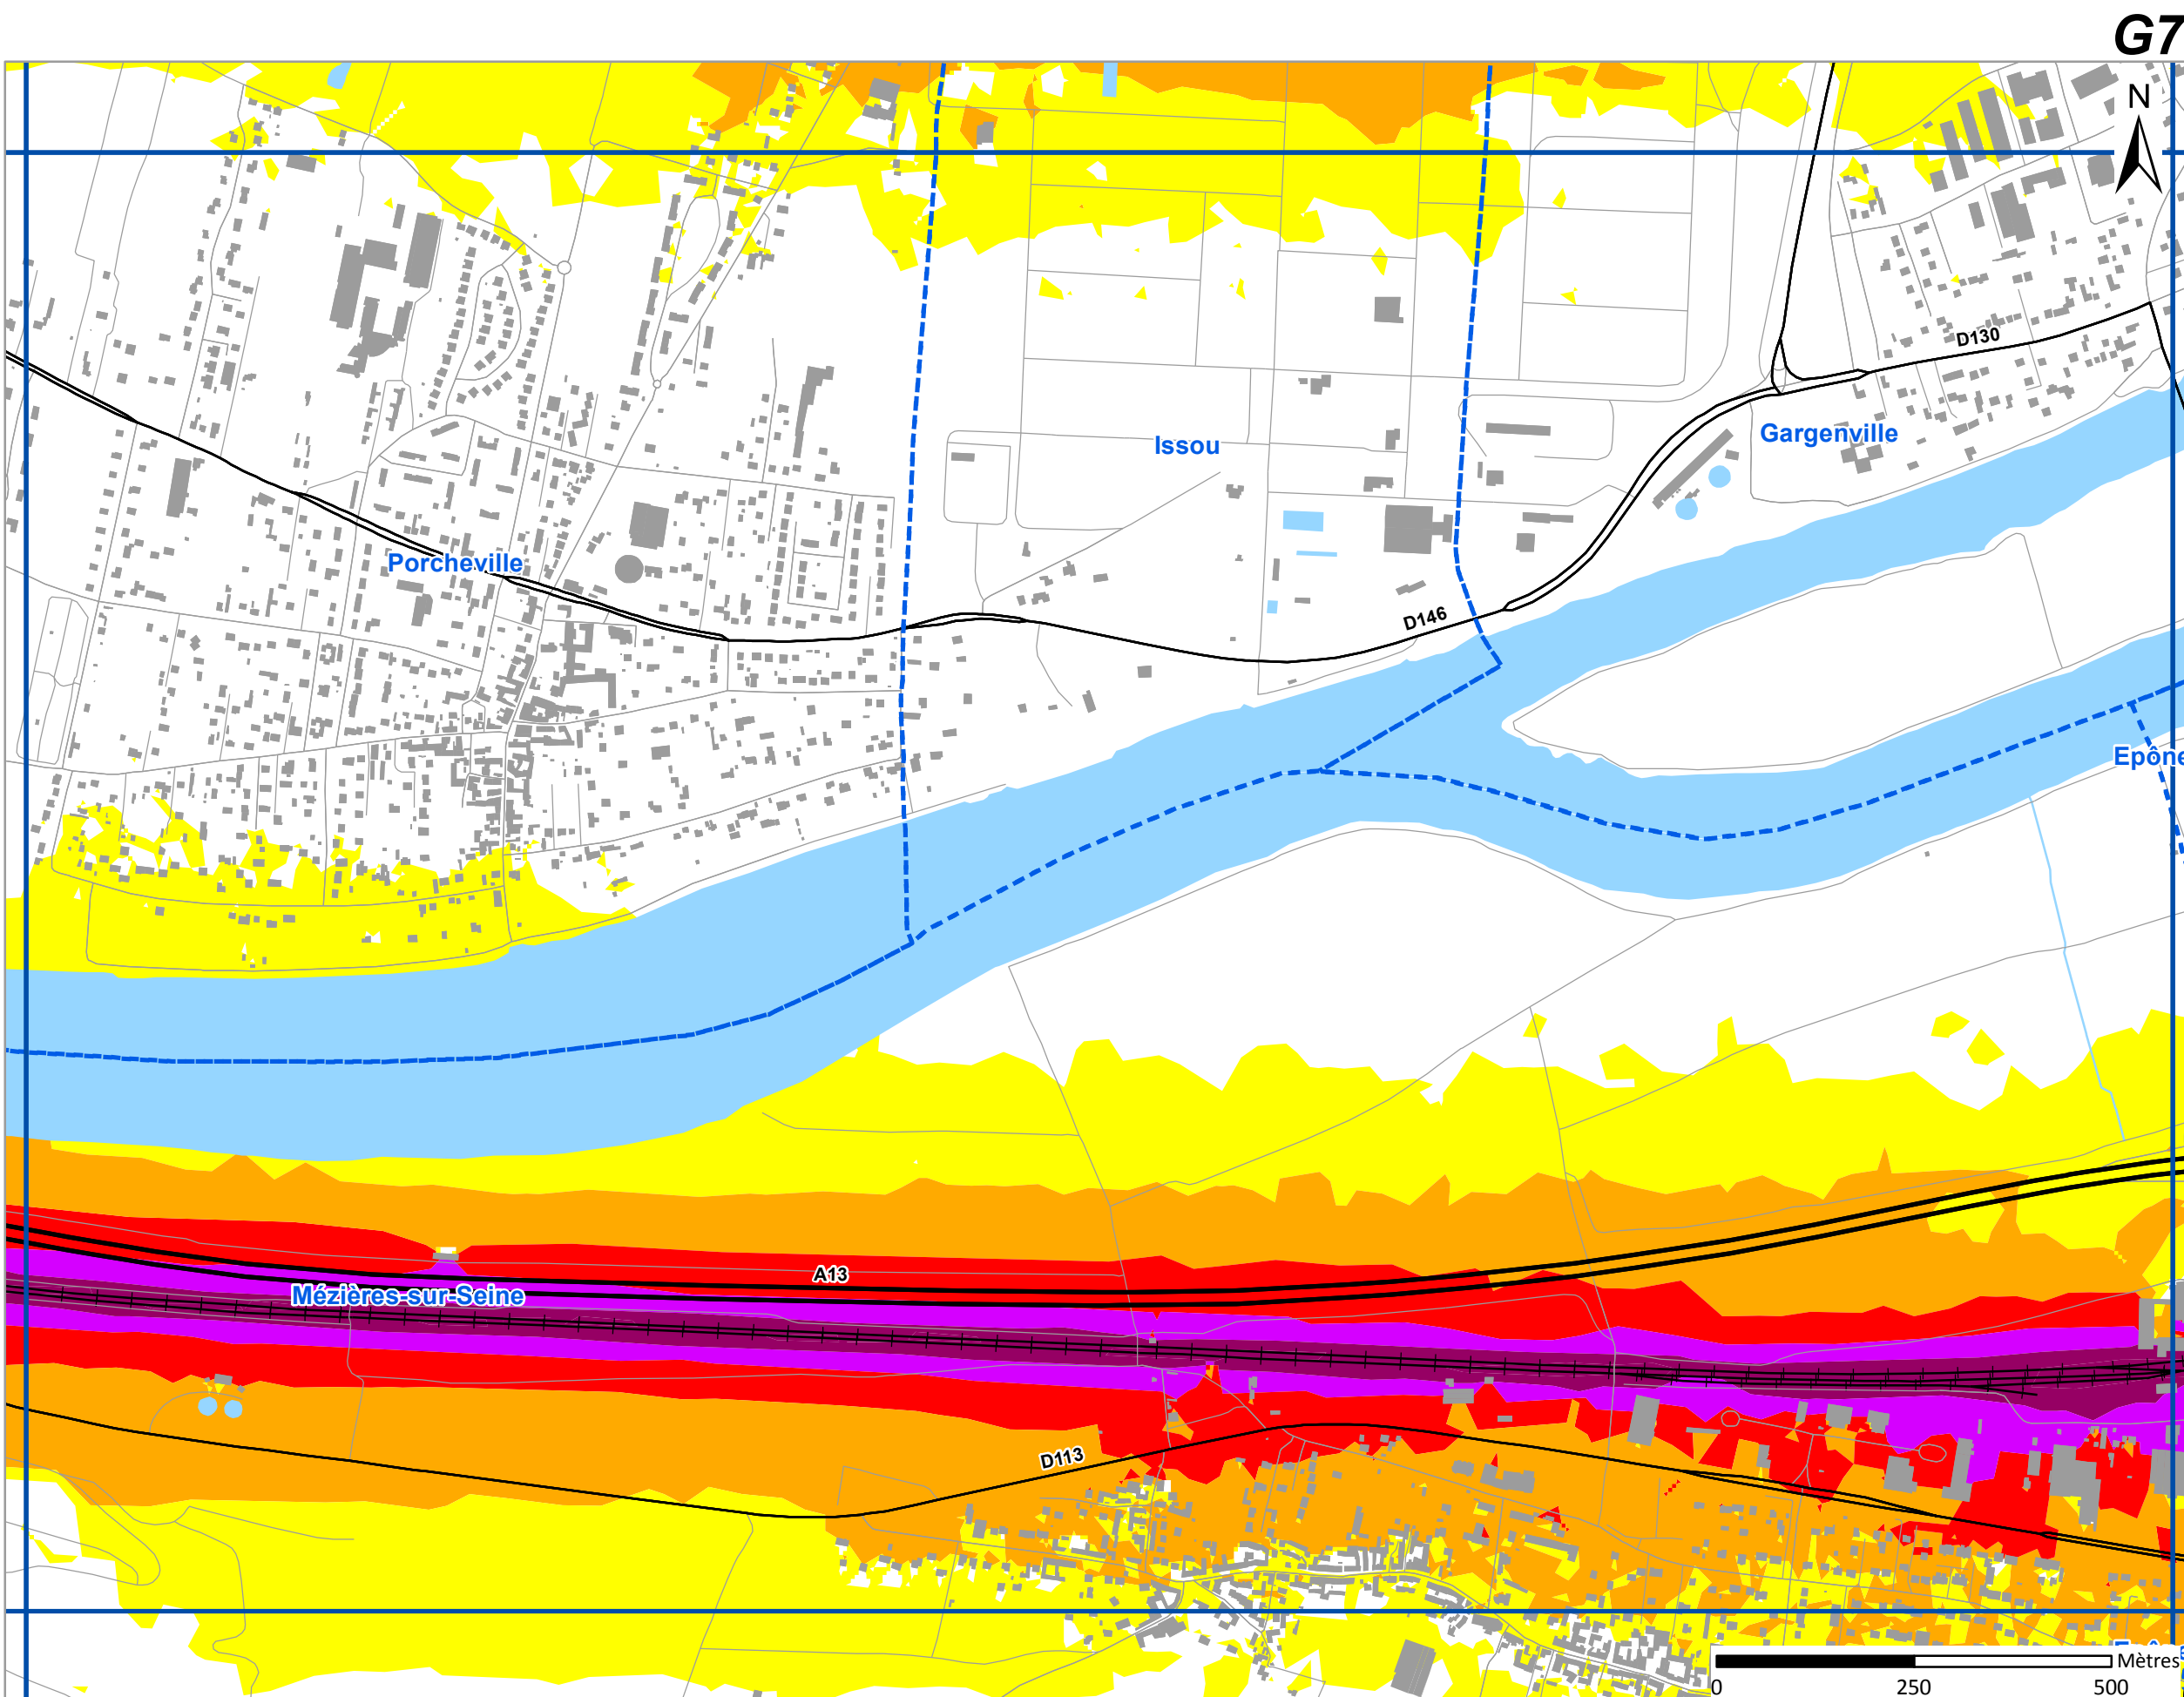 G7
N
D130
Gargenville
Issou
Porcheville
D146
Epône
A13
Mézières-sur-Seine
D113
Mètres
0 250 500